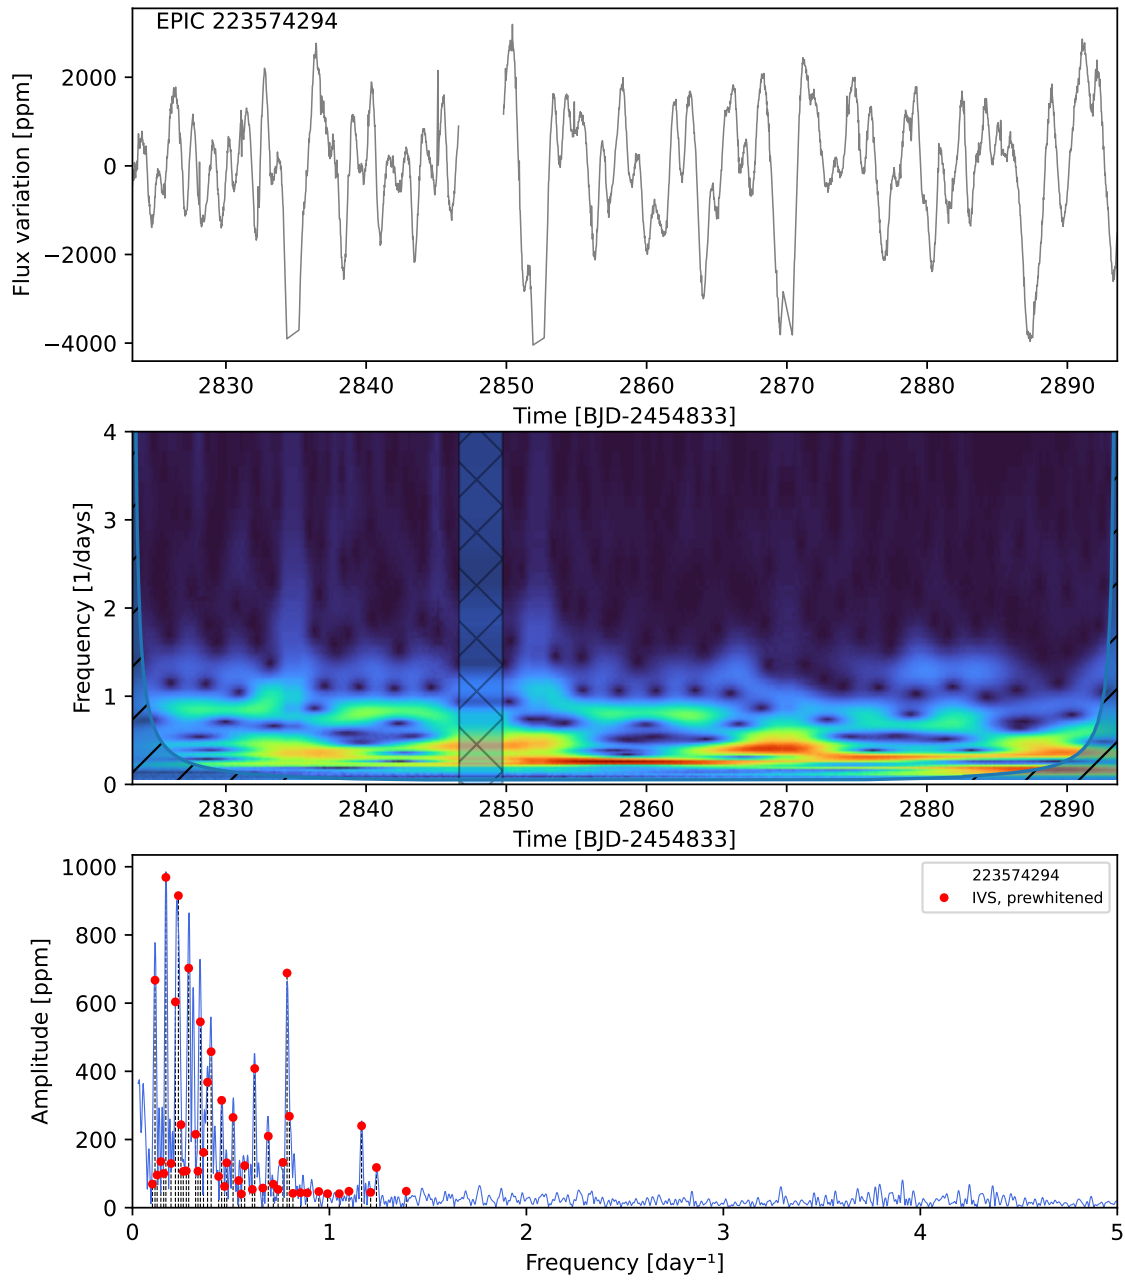 EPIC 223574294
Flux variation [ppm]
2000
0
−2000
−4000
2830 2840 2850 2860 2870 2880 2890
Time [BJD-2454833]
Frequency [1/days]
4
3
2
1
0
2830 2840 2850 2860 2870 2880 2890
Time [BJD-2454833]
Amplitude [ppm]
1000
800
600
400
200
0
223574294
IVS, prewhitened
0 1 2 3 4 5
Frequency [day⁻¹]